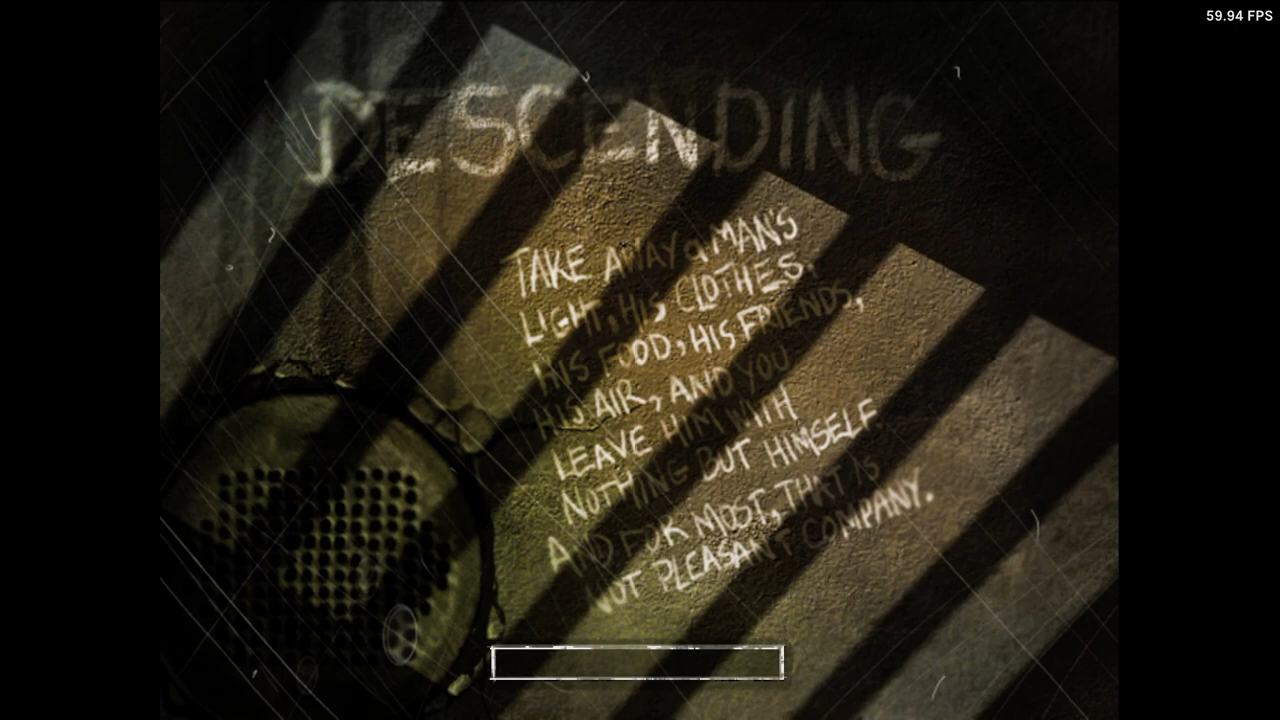 59.94 FPS
DESCENDING
TAKE AWAY a MAN'S
LIGHT, HIS CLOTHES,
HIS FOOD, HIS FRIENDS,
HIS AIR, AND YOU
LEAVE HIM WITH
NOTHING BUT HIMSELF.
AND FOR MOST, THAT IS
NOT PLEASANT COMPANY.